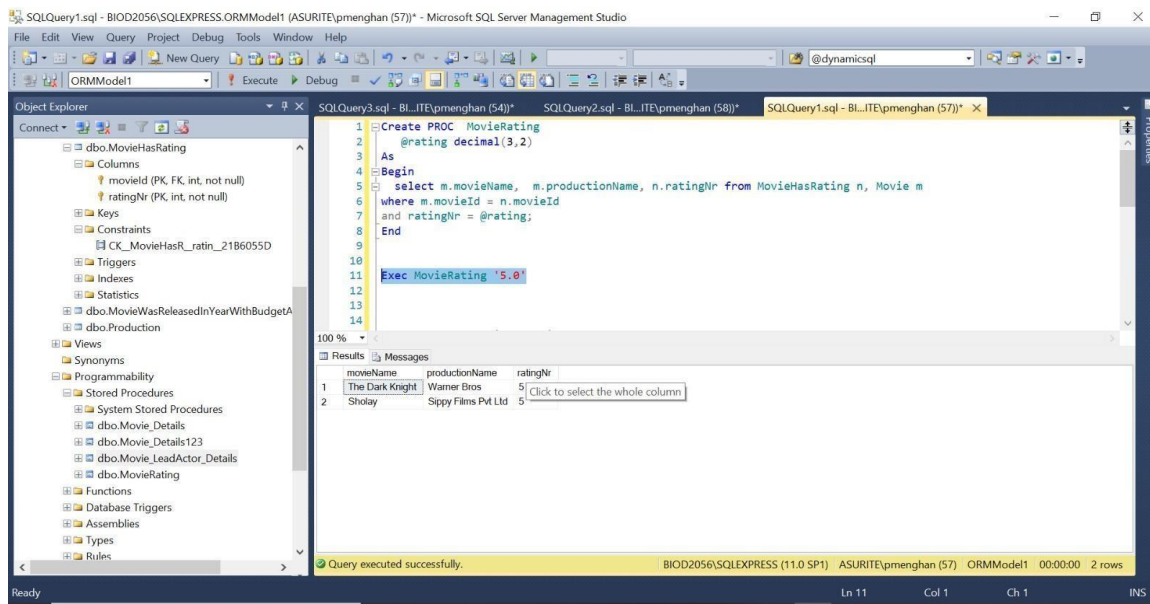 SQLQuery1.sql - BIOD2056\SQLEXPRESS.ORMModel1 (ASURITE\pmenghan (57))* - Microsoft SQL Server Management Studio
File Edit View Query Project Debug Tools Window Help
New Query @dynamicsql
ORMModel1 Execute Debug
Object Explorer
Connect
dbo.MovieHasRating
Columns
movieId (PK, FK, int, not null)
ratingNr (PK, int, not null)
Keys
Constraints
CK__MovieHasR__ratin__21B6055D
Triggers
Indexes
Statistics
dbo.MovieWasReleasedInYearWithBudgetA
dbo.Production
Views
Synonyms
Programmability
Stored Procedures
System Stored Procedures
dbo.Movie_Details
dbo.Movie_Details123
dbo.Movie_LeadActor_Details
dbo.MovieRating
Functions
Database Triggers
Assemblies
Types
Rules
SQLQuery3.sql - BI...ITE\pmenghan (54))* SQLQuery2.sql - BI...ITE\pmenghan (58))* SQLQuery1.sql - BI...ITE\pmenghan (57))*
1 Create PROC MovieRating
2 @rating decimal(3,2)
3 As
4 Begin
5 select m.movieName, m.productionName, n.ratingNr from MovieHasRating n, Movie m
6 where m.movieId = n.movieId
7 and ratingNr = @rating;
8 End
9
10
11 Exec MovieRating '5.0'
12
13
14
100 %
Results Messages
movieName productionName ratingNr
1 The Dark Knight Warner Bros 5
2 Sholay Sippy Films Pvt Ltd 5
Click to select the whole column
Query executed successfully. BIOD2056\SQLEXPRESS (11.0 SP1) ASURITE\pmenghan (57) ORMModel1 00:00:00 2 rows
Ready Ln 11 Col 1 Ch 1 INS
Properties